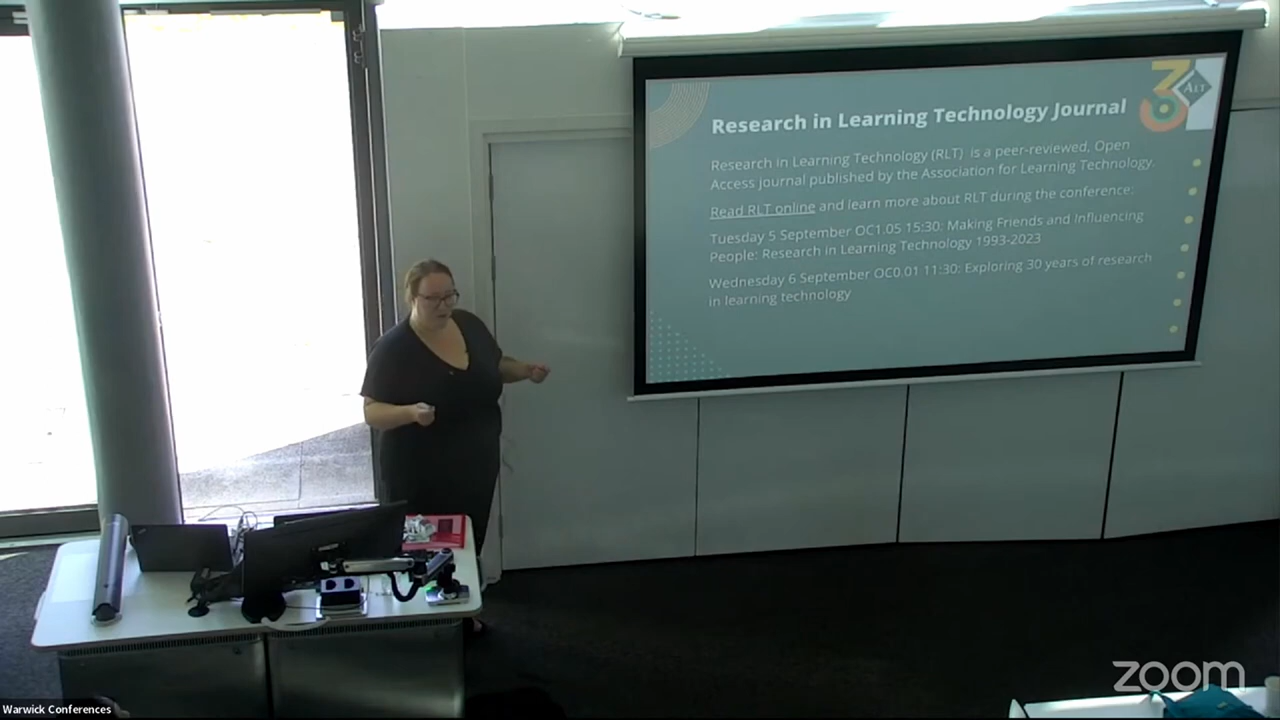 Research in Learning Technology Journal
ALT
Research in Learning Technology (RLT) is a peer-reviewed, Open
Access journal published by the Association for Learning Technology.
Read RLT online and learn more about RLT during the conference:
Tuesday 5 September OC1.05 15:30: Making Friends and Influencing
People: Research in Learning Technology 1993-2023
Wednesday 6 September OC0.01 11:30: Exploring 30 years of research
in learning technology
zoom
Warwick Conferences